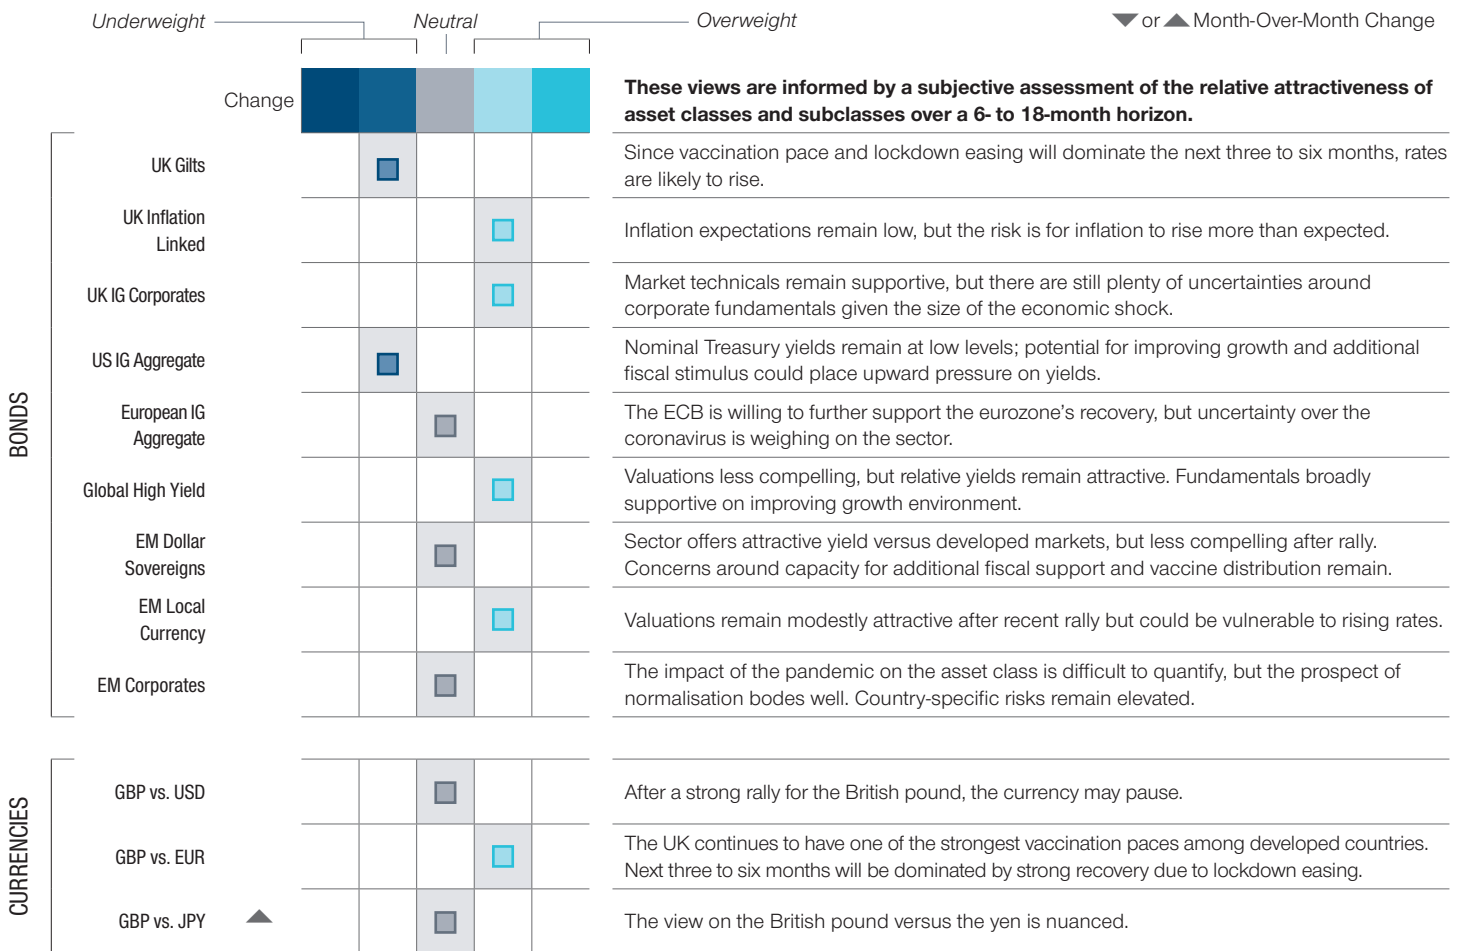 Underweight
Neutral
Overweight
▼ or ▲ Month-Over-Month Change
Change
These views are informed by a subjective assessment of the relative attractiveness of
asset classes and subclasses over a 6- to 18-month horizon.
BONDS
UK Gilts
Since vaccination pace and lockdown easing will dominate the next three to six months, rates
are likely to rise.
UK Inflation
Linked
Inflation expectations remain low, but the risk is for inflation to rise more than expected.
UK IG Corporates
Market technicals remain supportive, but there are still plenty of uncertainties around
corporate fundamentals given the size of the economic shock.
US IG Aggregate
Nominal Treasury yields remain at low levels; potential for improving growth and additional
fiscal stimulus could place upward pressure on yields.
European IG
Aggregate
The ECB is willing to further support the eurozone’s recovery, but uncertainty over the
coronavirus is weighing on the sector.
Global High Yield
Valuations less compelling, but relative yields remain attractive. Fundamentals broadly
supportive on improving growth environment.
EM Dollar
Sovereigns
Sector offers attractive yield versus developed markets, but less compelling after rally.
Concerns around capacity for additional fiscal support and vaccine distribution remain.
EM Local
Currency
Valuations remain modestly attractive after recent rally but could be vulnerable to rising rates.
EM Corporates
The impact of the pandemic on the asset class is difficult to quantify, but the prospect of
normalisation bodes well. Country-specific risks remain elevated.
CURRENCIES
GBP vs. USD
After a strong rally for the British pound, the currency may pause.
GBP vs. EUR
The UK continues to have one of the strongest vaccination paces among developed countries.
Next three to six months will be dominated by strong recovery due to lockdown easing.
GBP vs. JPY
▲
The view on the British pound versus the yen is nuanced.